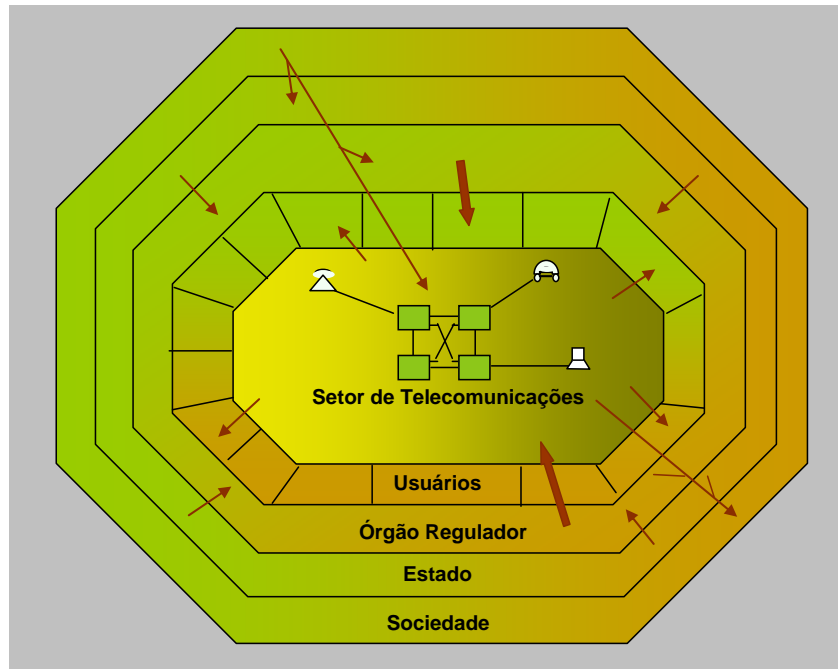 Setor de Telecomunicações
Usuários
Órgão Regulador
Estado
Sociedade